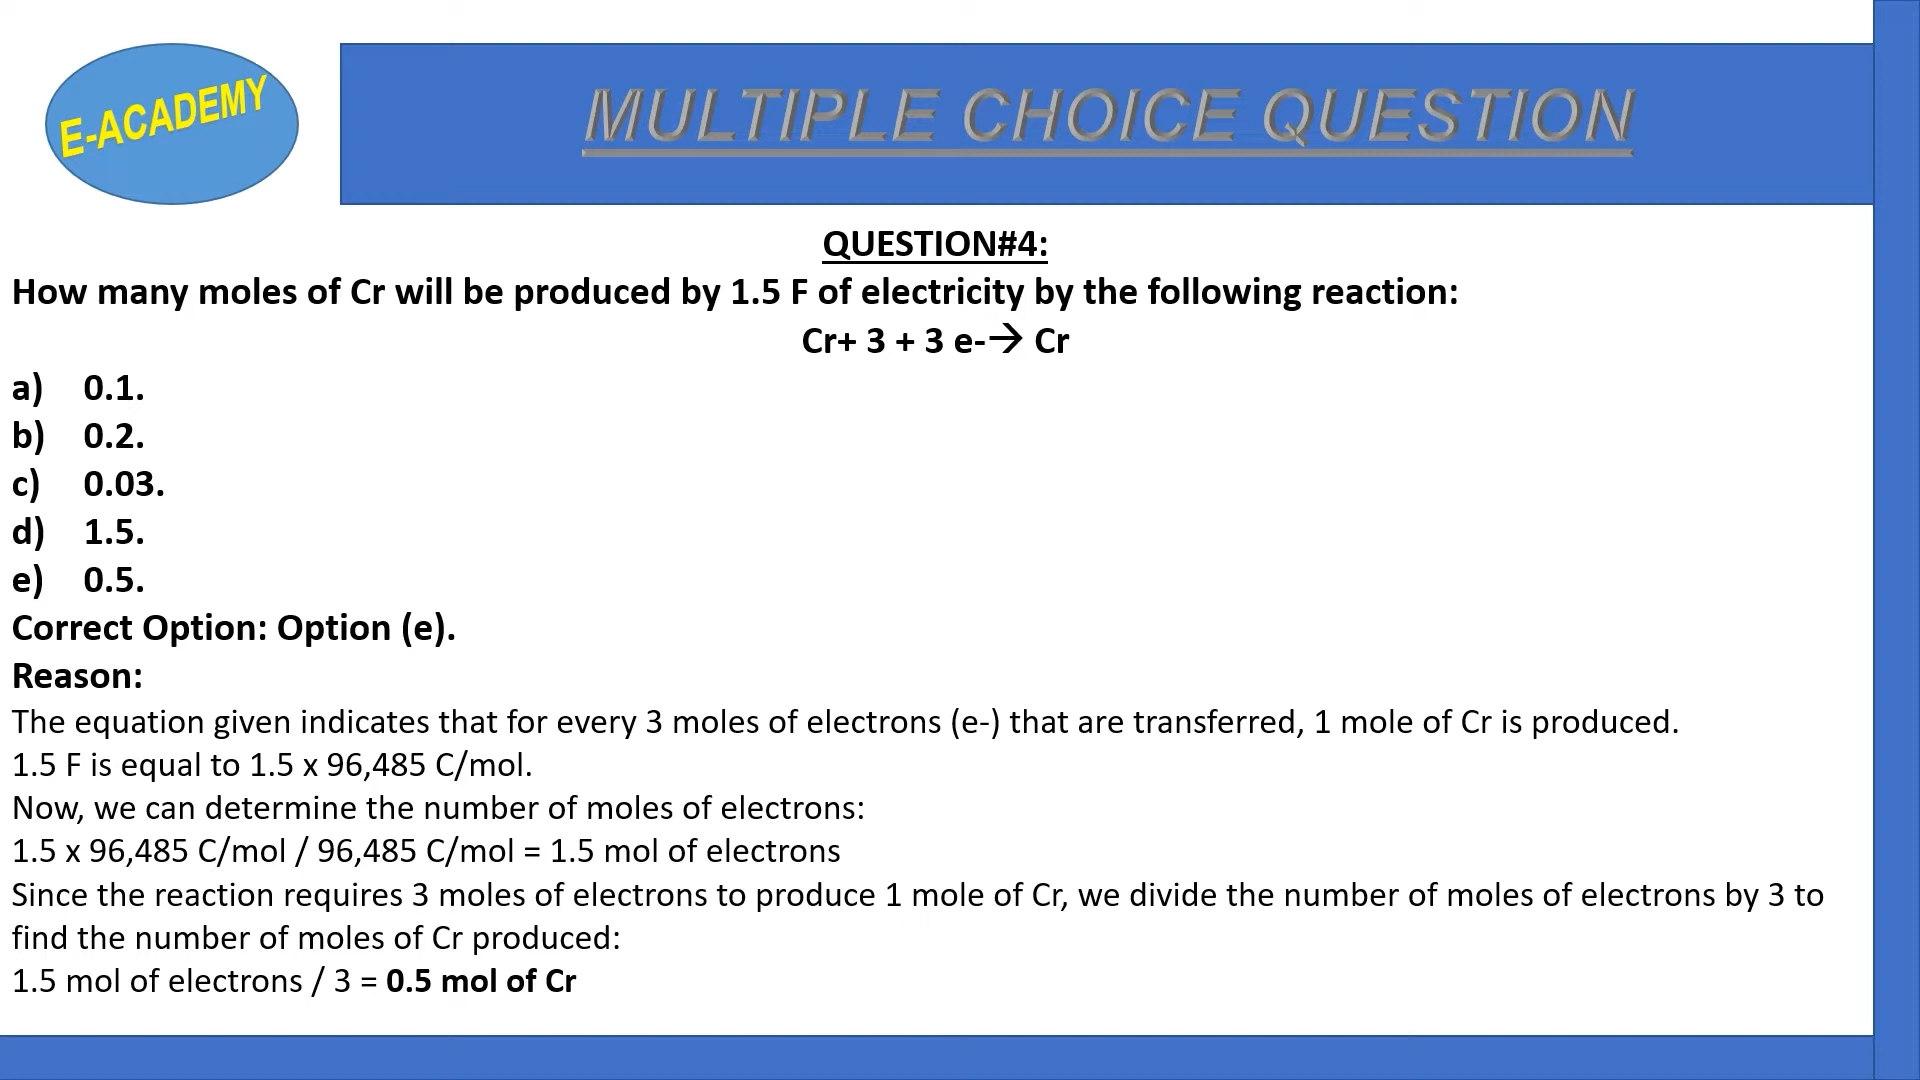 E-ACADEMY
MULTIPLE CHOICE QUESTION
QUESTION#4:
How many moles of Cr will be produced by 1.5 F of electricity by the following reaction:
Cr+ 3 + 3 e-→ Cr
a) 0.1.
b) 0.2.
c) 0.03.
d) 1.5.
e) 0.5.
Correct Option: Option (e).
Reason:
The equation given indicates that for every 3 moles of electrons (e-) that are transferred, 1 mole of Cr is produced.
1.5 F is equal to 1.5 x 96,485 C/mol.
Now, we can determine the number of moles of electrons:
1.5 x 96,485 C/mol / 96,485 C/mol = 1.5 mol of electrons
Since the reaction requires 3 moles of electrons to produce 1 mole of Cr, we divide the number of moles of electrons by 3 to
find the number of moles of Cr produced:
1.5 mol of electrons / 3 = 0.5 mol of Cr